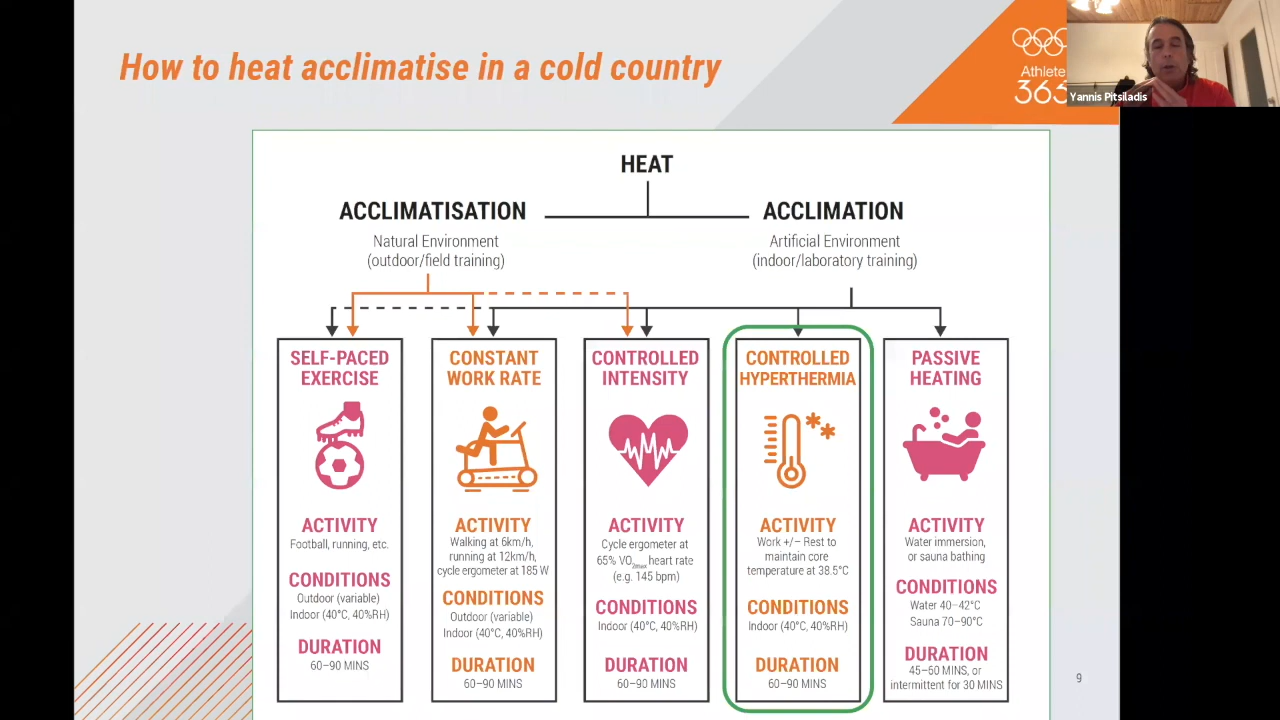 How to heat acclimatise in a cold country
Athlete
365
Yannis Pitsiladis
HEAT
ACCLIMATISATION
Natural Environment
(outdoor/field training)
ACCLIMATION
Artificial Environment
(indoor/laboratory training)
SELF-PACED
EXERCISE
ACTIVITY
Football, running, etc.
CONDITIONS
Outdoor (variable)
Indoor (40°C, 40%RH)
DURATION
60–90 MINS
CONSTANT
WORK RATE
ACTIVITY
Walking at 6km/h,
running at 12km/h,
cycle ergometer at 185 W
CONDITIONS
Outdoor (variable)
Indoor (40°C, 40%RH)
DURATION
60–90 MINS
CONTROLLED
INTENSITY
ACTIVITY
Cycle ergometer at
65% VO2max heart rate
(e.g. 145 bpm)
CONDITIONS
Indoor (40°C, 40%RH)
DURATION
60–90 MINS
CONTROLLED
HYPERTHERMIA
ACTIVITY
Work +/– Rest to
maintain core
temperature at 38.5°C
CONDITIONS
Indoor (40°C, 40%RH)
DURATION
60–90 MINS
PASSIVE
HEATING
ACTIVITY
Water immersion,
or sauna bathing
CONDITIONS
Water 40–42°C
Sauna 70–90°C
DURATION
45–60 MINS, or
intermittent for 30 MINS
9